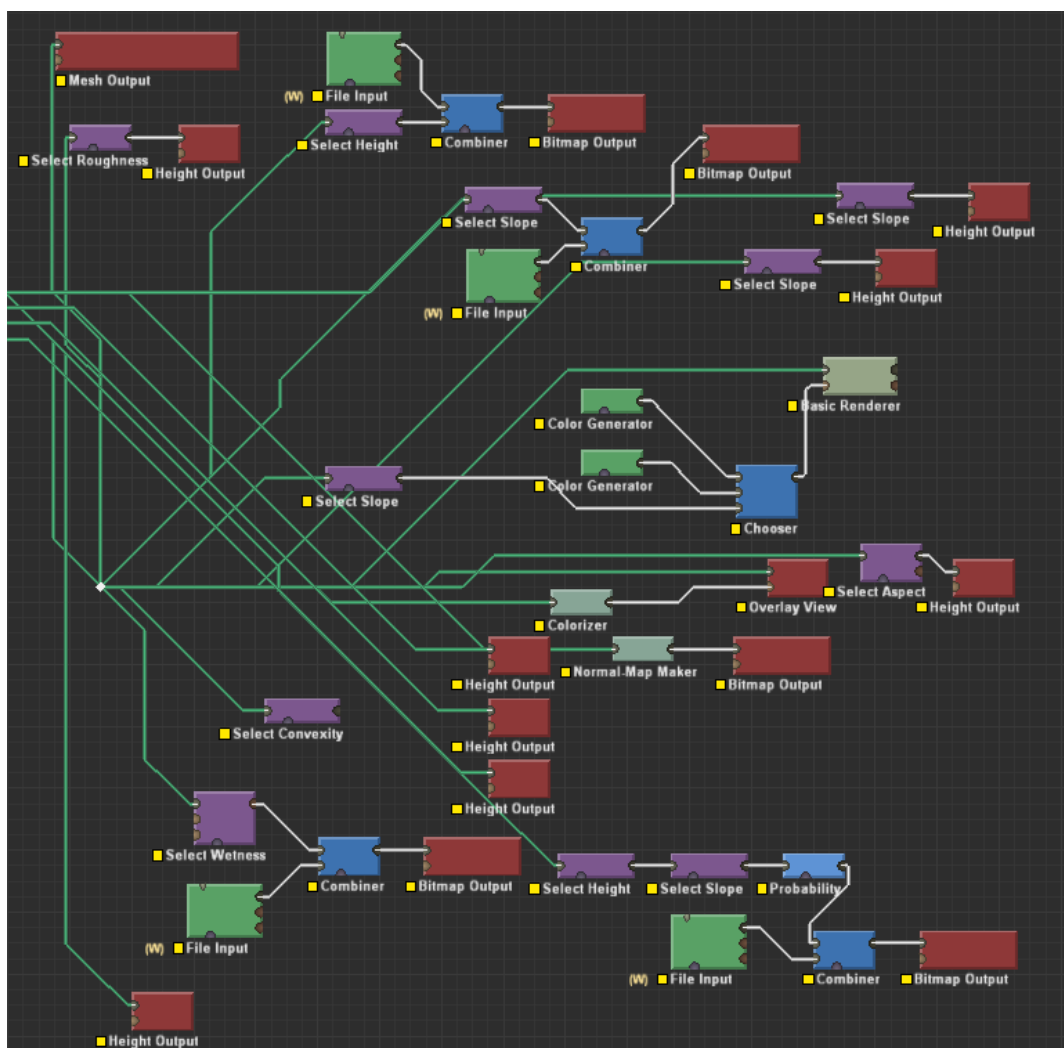 Mesh Output
(W) File Input
Select Roughness
Height Output
Select Height
Combiner
Bitmap Output
Bitmap Output
Select Slope
Select Slope
Height Output
Combiner
Select Slope
Height Output
(W) File Input
Basic Renderer
Color Generator
Color Generator
Select Slope
Chooser
Select Aspect
Overlay View
Height Output
Colorizer
Height Output
Normal-Map Maker
Bitmap Output
Select Convexity
Height Output
Height Output
Select Wetness
Combiner
Bitmap Output
Select Height
Select Slope
Probability
(W) File Input
(W) File Input
Combiner
Bitmap Output
Height Output